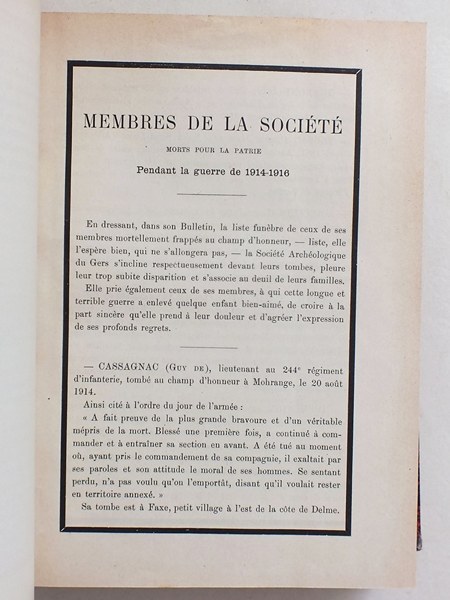 MEMBRES DE LA SOCIÉTÉ
MORTS POUR LA PATRIE
Pendant la guerre de 1914-1916
En dressant, dans son Bulletin, la liste funèbre de ceux de ses
membres mortellement frappés au champ d'honneur, — liste, elle
l'espère bien, qui ne s'allongera pas, — la Société Archéologique
du Gers s'incline respectueusement devant leurs tombes, pleure
leur trop subite disparition et s'associe au deuil de leurs familles.
Elle prie également ceux de ses membres, à qui cette longue et
terrible guerre a enlevé quelque enfant bien-aimé, de croire à la
part sincère qu'elle prend à leur douleur et d'agréer l'expression
de ses profonds regrets.
— CASSAGNAC (GUY DE), lieutenant au 244e régiment
d'infanterie, tombé au champ d'honneur à Mohrange, le 20 août
1914.
Ainsi cité à l'ordre du jour de l'armée :
« A fait preuve de la plus grande bravoure et d'un véritable
mépris de la mort. Blessé une première fois, a continué à com-
mander et à entraîner sa section en avant. A été tué au moment
où, ayant pris le commandement de sa compagnie, il exaltait par
ses paroles et son attitude le moral de ses hommes. Se sentant
perdu, n'a pas voulu qu'on l'emportât, disant qu'il voulait rester
en territoire annexé. »
Sa tombe est à Faxe, petit village à l'est de la côte de Delme.